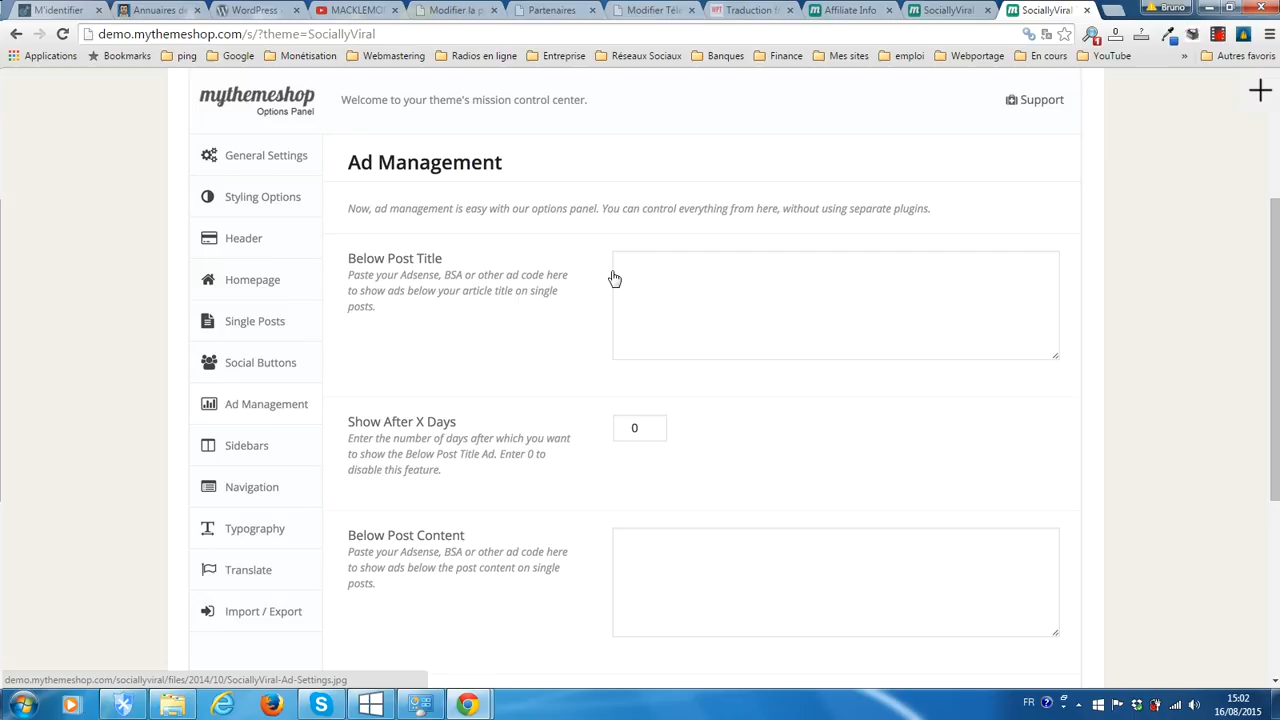 M'identifier
Annuaires de
WordPress
MACKLEMO
Modifier la p
Partenaires
Modifier Télé
Traduction f
Affiliate Info
SociallyViral
SociallyViral
Bruno
demo.mythemeshop.com/s/?theme=SociallyViral
Applications
Bookmarks
ping
Google
Monétisation
Webmastering
Radios en ligne
Entreprise
Réseaux Sociaux
Banques
Finance
Mes sites
emploi
Webportage
En cours
YouTube
»
Autres favoris
mythemeshop
Options Panel
Welcome to your theme's mission control center.
Support
General Settings
Styling Options
Header
Homepage
Single Posts
Social Buttons
Ad Management
Sidebars
Navigation
Typography
Translate
Import / Export
Ad Management
Now, ad management is easy with our options panel. You can control everything from here, without using separate plugins.
Below Post Title
Paste your Adsense, BSA or other ad code here
to show ads below your article title on single
posts.
Show After X Days
Enter the number of days after which you want
to show the Below Post Title Ad. Enter 0 to
disable this feature.
0
Below Post Content
Paste your Adsense, BSA or other ad code here
to show ads below the post content on single
posts.
demo.mythemeshop.com/sociallyviral/files/2014/10/SociallyViral-Ad-Settings.jpg
FR
15:02
16/08/2015